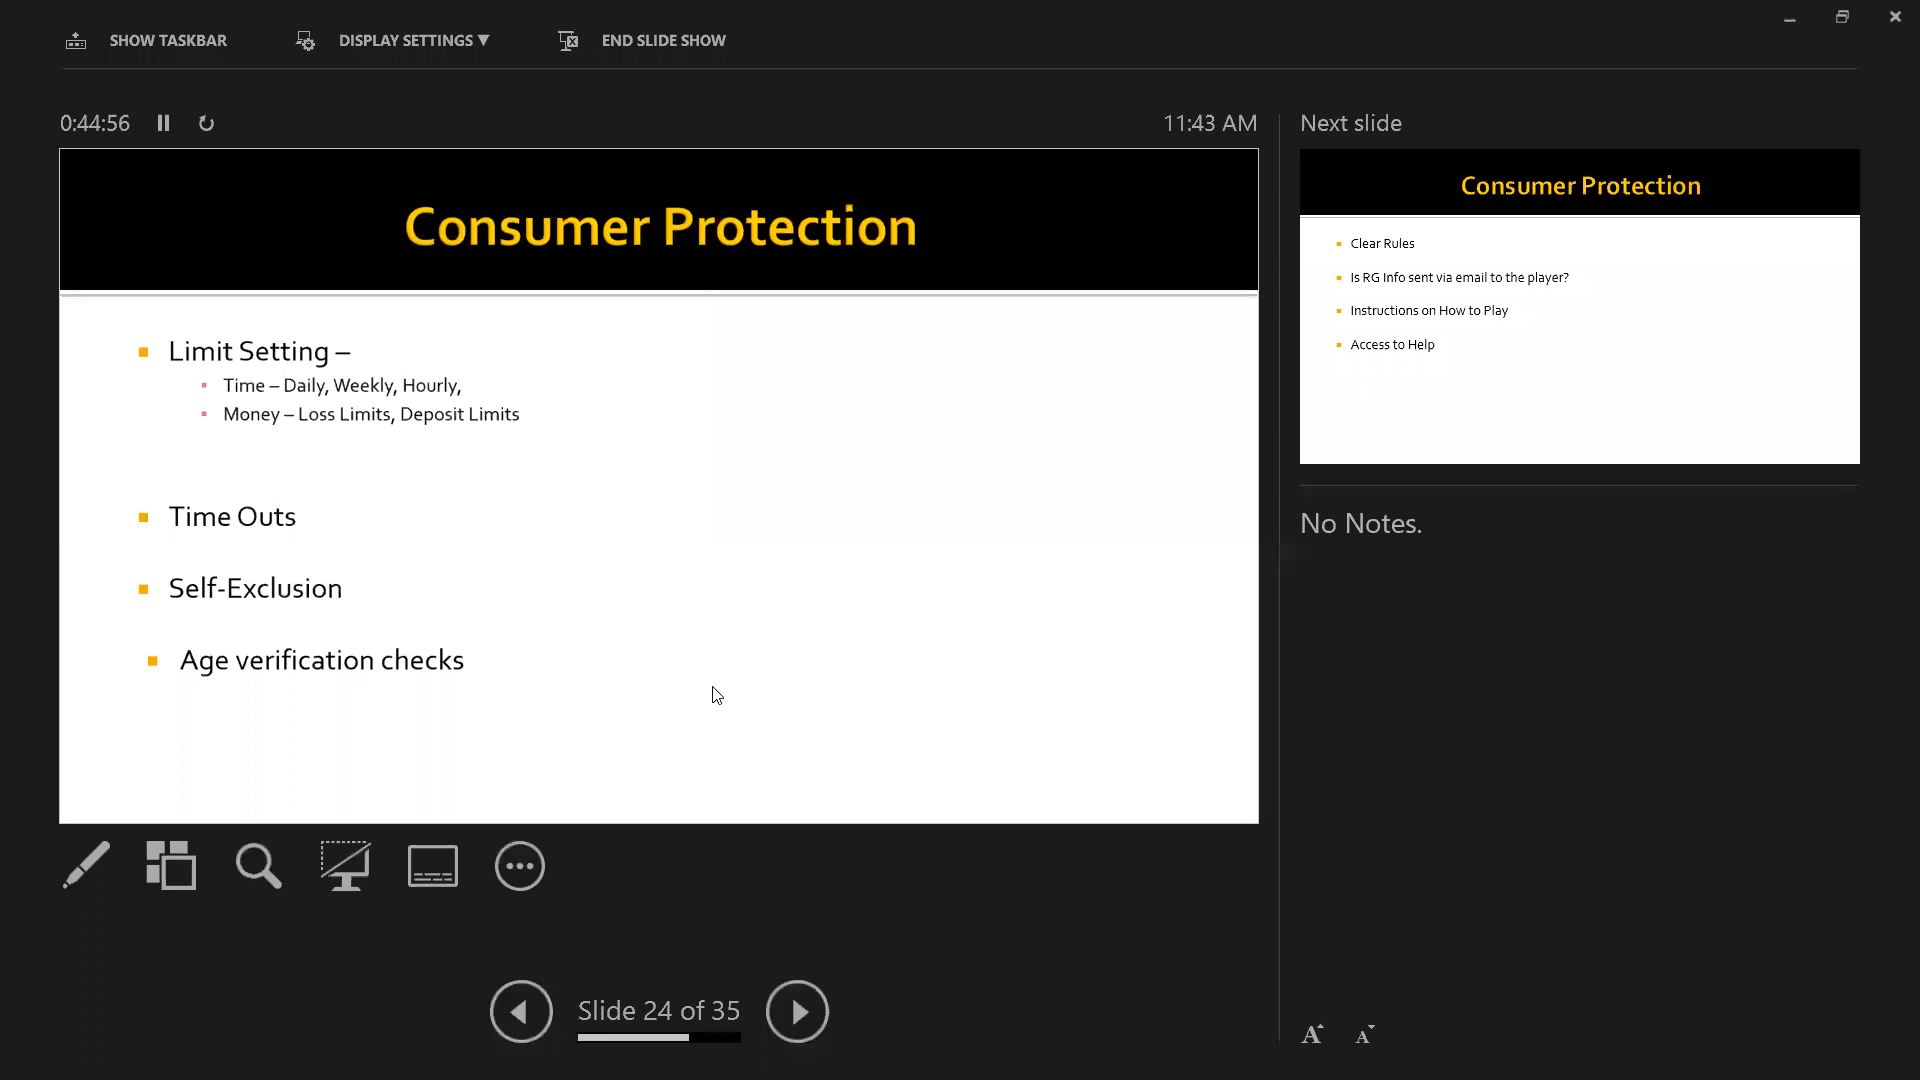 SHOW TASKBAR
DISPLAY SETTINGS ▼
END SLIDE SHOW
0:44:56
11:43 AM
Next slide
Consumer Protection
▪ Limit Setting –
▪ Time – Daily, Weekly, Hourly,
▪ Money – Loss Limits, Deposit Limits
▪ Time Outs
▪ Self-Exclusion
▪ Age verification checks
Consumer Protection
▪ Clear Rules
▪ Is RG Info sent via email to the player?
▪ Instructions on How to Play
▪ Access to Help
No Notes.
Slide 24 of 35
A A